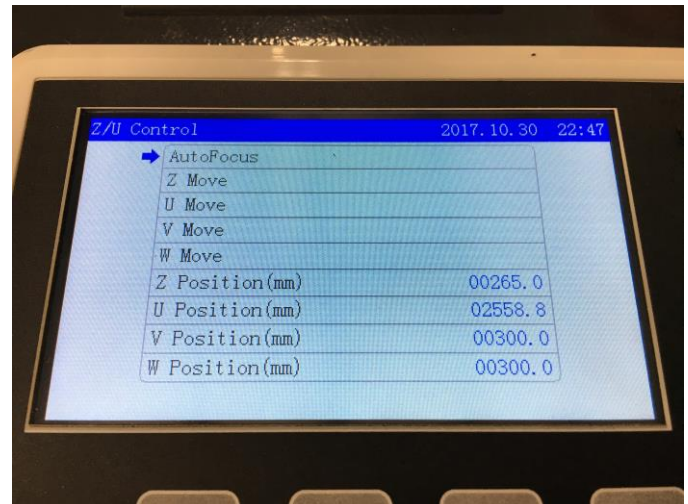 Z/U Control 2017.10.30 22:47
AutoFocus
Z Move
U Move
V Move
W Move
Z Position(mm) 00265.0
U Position(mm) 02558.8
V Position(mm) 00300.0
W Position(mm) 00300.0